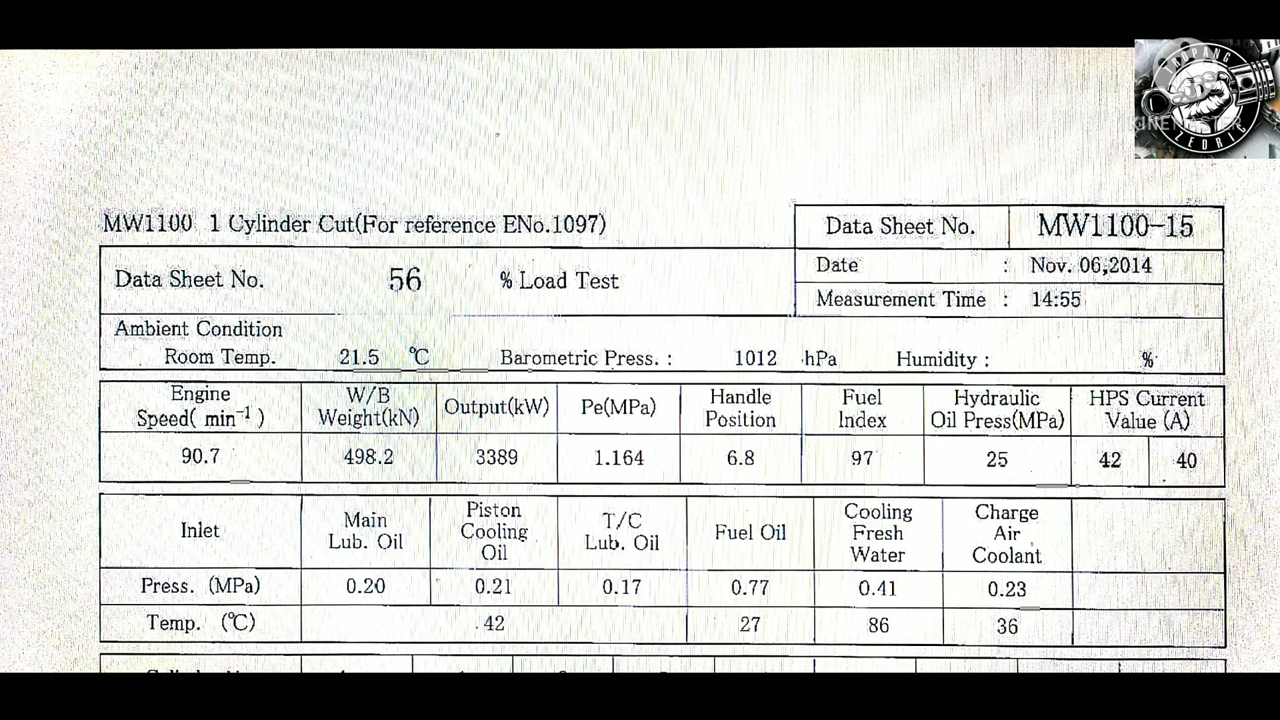 TROPANG
KINEMASTER
ZEDRIC
MW1100 1 Cylinder Cut(For reference ENo.1097)
Data Sheet No. MW1100-15
Data Sheet No. 56 % Load Test
Date : Nov. 06,2014
Measurement Time : 14:55
Ambient Condition
Room Temp. 21.5 ℃ Barometric Press. : 1012 hPa Humidity : %
Engine Speed( min⁻¹ ) W/B Weight(kN) Output(kW) Pe(MPa) Handle Position Fuel Index Hydraulic Oil Press(MPa) HPS Current Value (A)
90.7 498.2 3389 1.164 6.8 97 25 42 40
Inlet Main Lub. Oil Piston Cooling Oil T/C Lub. Oil Fuel Oil Cooling Fresh Water Charge Air Coolant
Press. (MPa) 0.20 0.21 0.17 0.77 0.41 0.23
Temp. (℃) 42 27 86 36